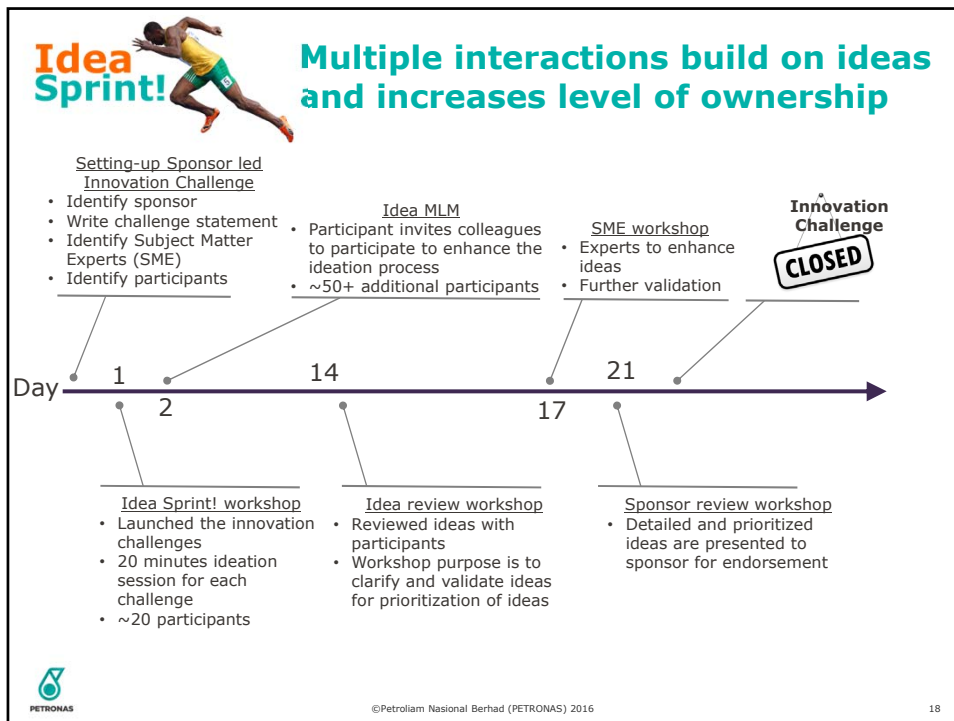 Idea
Sprint!
Multiple interactions build on ideas
and increases level of ownership
5
Setting-up Sponsor led
Innovation Challenge
• Identify sponsor
• Write challenge statement
• Identify Subject Matter
Experts (SME)
• Identify participants
Idea MLM
• Participant invites colleagues
to participate to enhance the
ideation process
• ~50+ additional participants
SME workshop
• Experts to enhance
ideas
• Further validation
Innovation
Challenge
CLOSED
Day
1
2
14
17
21
Idea Sprint! workshop
• Launched the innovation
challenges
• 20 minutes ideation
session for each
challenge
• ~20 participants
Idea review workshop
• Reviewed ideas with
participants
• Workshop purpose is to
clarify and validate ideas
for prioritization of ideas
Sponsor review workshop
• Detailed and prioritized
ideas are presented to
sponsor for endorsement
PETRONAS
©Petroliam Nasional Berhad (PETRONAS) 2016
18